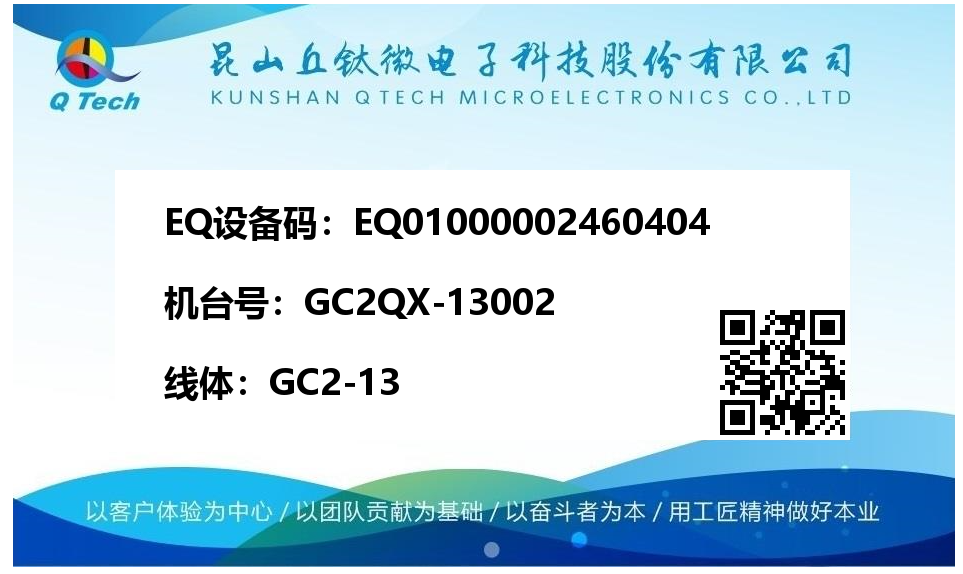 Q Tech
昆山丘钛微电子科技股份有限公司
KUNSHAN Q TECH MICROELECTRONICS CO.,LTD
EQ设备码：EQ01000002460404
机台号：GC2QX-13002
线体：GC2-13
以客户体验为中心 / 以团队贡献为基础 / 以奋斗者为本 / 用工匠精神做好本业